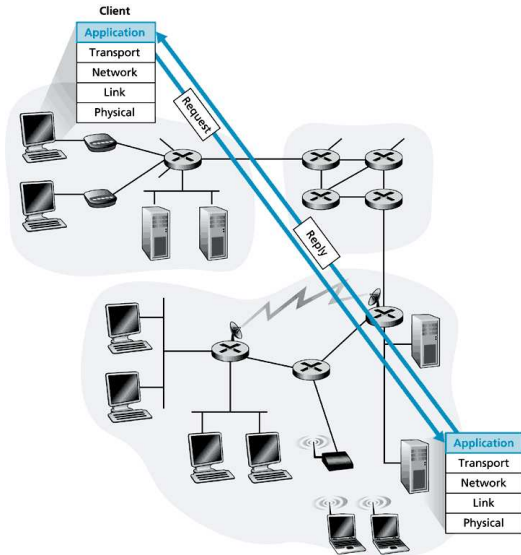 Client
Application
Transport
Network
Link
Physical
Request
Reply
Application
Transport
Network
Link
Physical